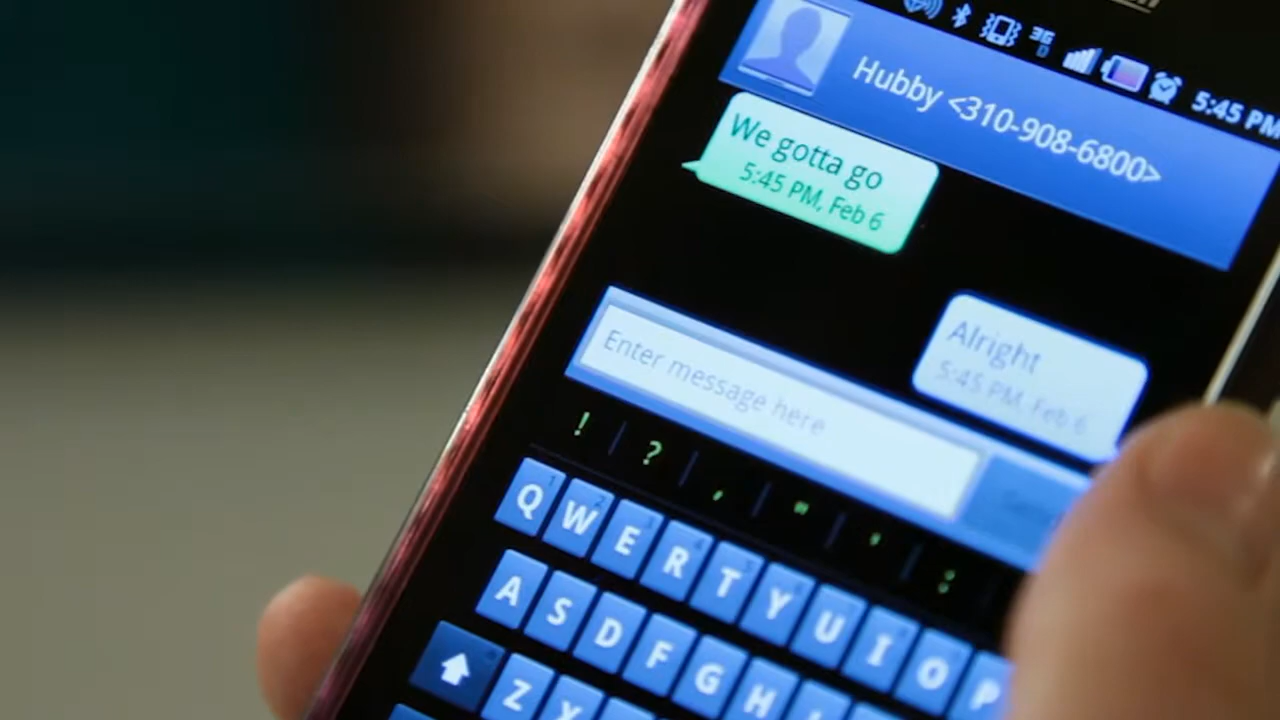 3G
5:45 PM
Hubby <310-908-6800>
We gotta go
5:45 PM, Feb 6
Alright
5:45 PM, Feb 6
Enter message here
! ? , " ' :
Q W E R T Y U I O P
A S D F G H
Z X